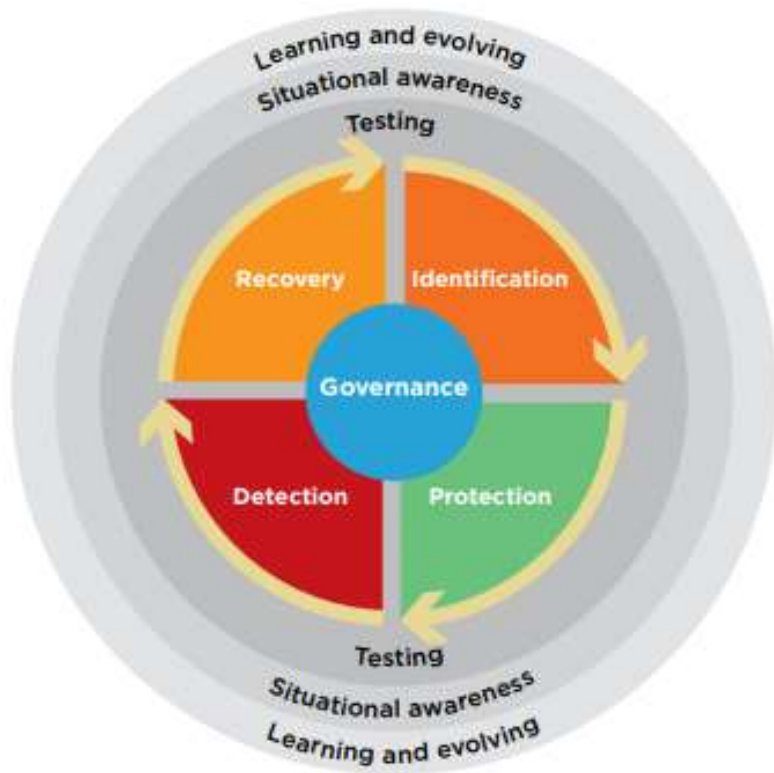 Learning and evolving
Situational awareness
Testing
Recovery
Identification
Governance
Detection
Protection
Testing
Situational awareness
Learning and evolving